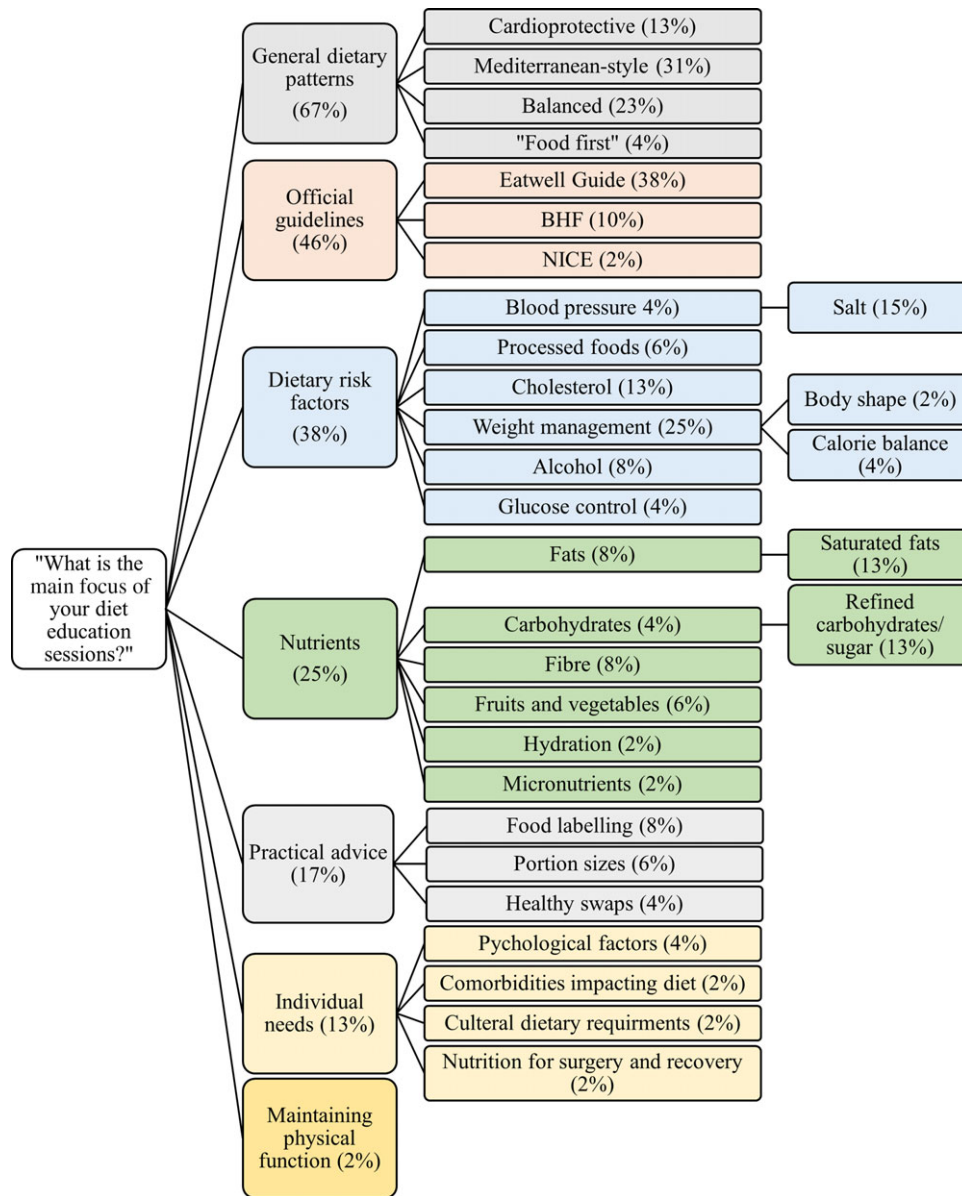 "What is the
main focus of
your diet
education
sessions?"
General dietary
patterns
(67%)
Cardioprotective (13%)
Mediterranean-style (31%)
Balanced (23%)
"Food first" (4%)
Official
guidelines
(46%)
Eatwell Guide (38%)
BHF (10%)
NICE (2%)
Dietary risk
factors
(38%)
Blood pressure 4%)
Salt (15%)
Processed foods (6%)
Cholesterol (13%)
Weight management (25%)
Body shape (2%)
Calorie balance
(4%)
Alcohol (8%)
Glucose control (4%)
Nutrients
(25%)
Fats (8%)
Saturated fats
(13%)
Carbohydrates (4%)
Refined
carbohydrates/
sugar (13%)
Fibre (8%)
Fruits and vegetables (6%)
Hydration (2%)
Micronutrients (2%)
Practical advice
(17%)
Food labelling (8%)
Portion sizes (6%)
Healthy swaps (4%)
Individual
needs (13%)
Pychological factors (4%)
Comorbidities impacting diet (2%)
Culteral dietary requirments (2%)
Nutrition for surgery and recovery
(2%)
Maintaining
physical
function (2%)